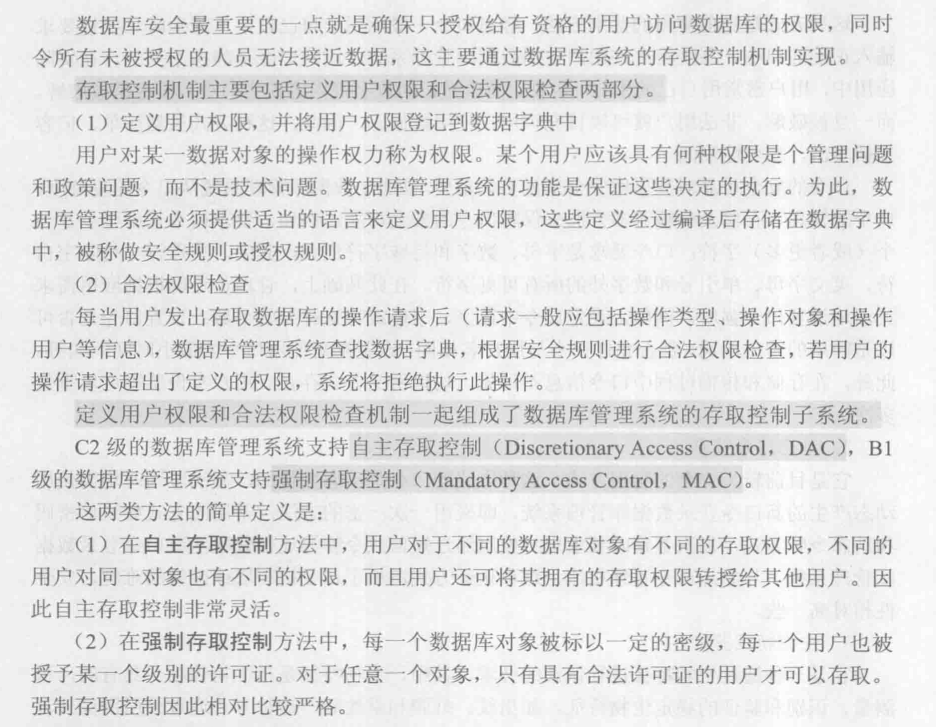 数据库安全最重要的一点就是确保只授权给有资格的用户访问数据库的权限，同时
令所有未被授权的人员无法接近数据，这主要通过数据库系统的存取控制机制实现。
存取控制机制主要包括定义用户权限和合法权限检查两部分。
（1）定义用户权限，并将用户权限登记到数据字典中
用户对某一数据对象的操作权力称为权限。某个用户应该具有何种权限是个管理问题
和政策问题，而不是技术问题。数据库管理系统的功能是保证这些决定的执行。为此，数
据库管理系统必须提供适当的语言来定义用户权限，这些定义经过编译后存储在数据字典
中，被称做安全规则或授权规则。
（2）合法权限检查
每当用户发出存取数据库的操作请求后（请求一般应包括操作类型、操作对象和操作
用户等信息），数据库管理系统查找数据字典，根据安全规则进行合法权限检查，若用户的
操作请求超出了定义的权限，系统将拒绝执行此操作。
定义用户权限和合法权限检查机制一起组成了数据库管理系统的存取控制子系统。
C2 级的数据库管理系统支持自主存取控制（Discretionary Access Control，DAC），B1
级的数据库管理系统支持强制存取控制（Mandatory Access Control，MAC）。
这两类方法的简单定义是：
（1）在自主存取控制方法中，用户对于不同的数据库对象有不同的存取权限，不同的
用户对同一对象也有不同的权限，而且用户还可将其拥有的存取权限转授给其他用户。因
此自主存取控制非常灵活。
（2）在强制存取控制方法中，每一个数据库对象被标以一定的密级，每一个用户也被
授予某一个级别的许可证。对于任意一个对象，只有具有合法许可证的用户才可以存取。
强制存取控制因此相对比较严格。